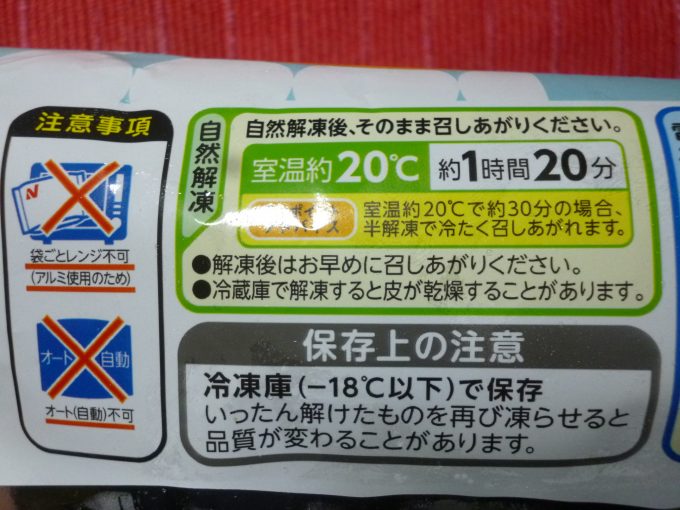 注意事項
袋ごとレンジ不可
(アルミ使用のため)
オート 自動
オート(自動)不可
自然解凍
自然解凍後、そのまま召しあがりください。
室温約20℃ 約1時間20分
室温約20℃で約30分の場合、
半解凍で冷たく召しあがれます。
●解凍後はお早めに召しあがりください。
●冷蔵庫で解凍すると皮が乾燥することがあります。
保存上の注意
冷凍庫(−18℃以下)で保存
いったん解けたものを再び凍らせると
品質が変わることがあります。